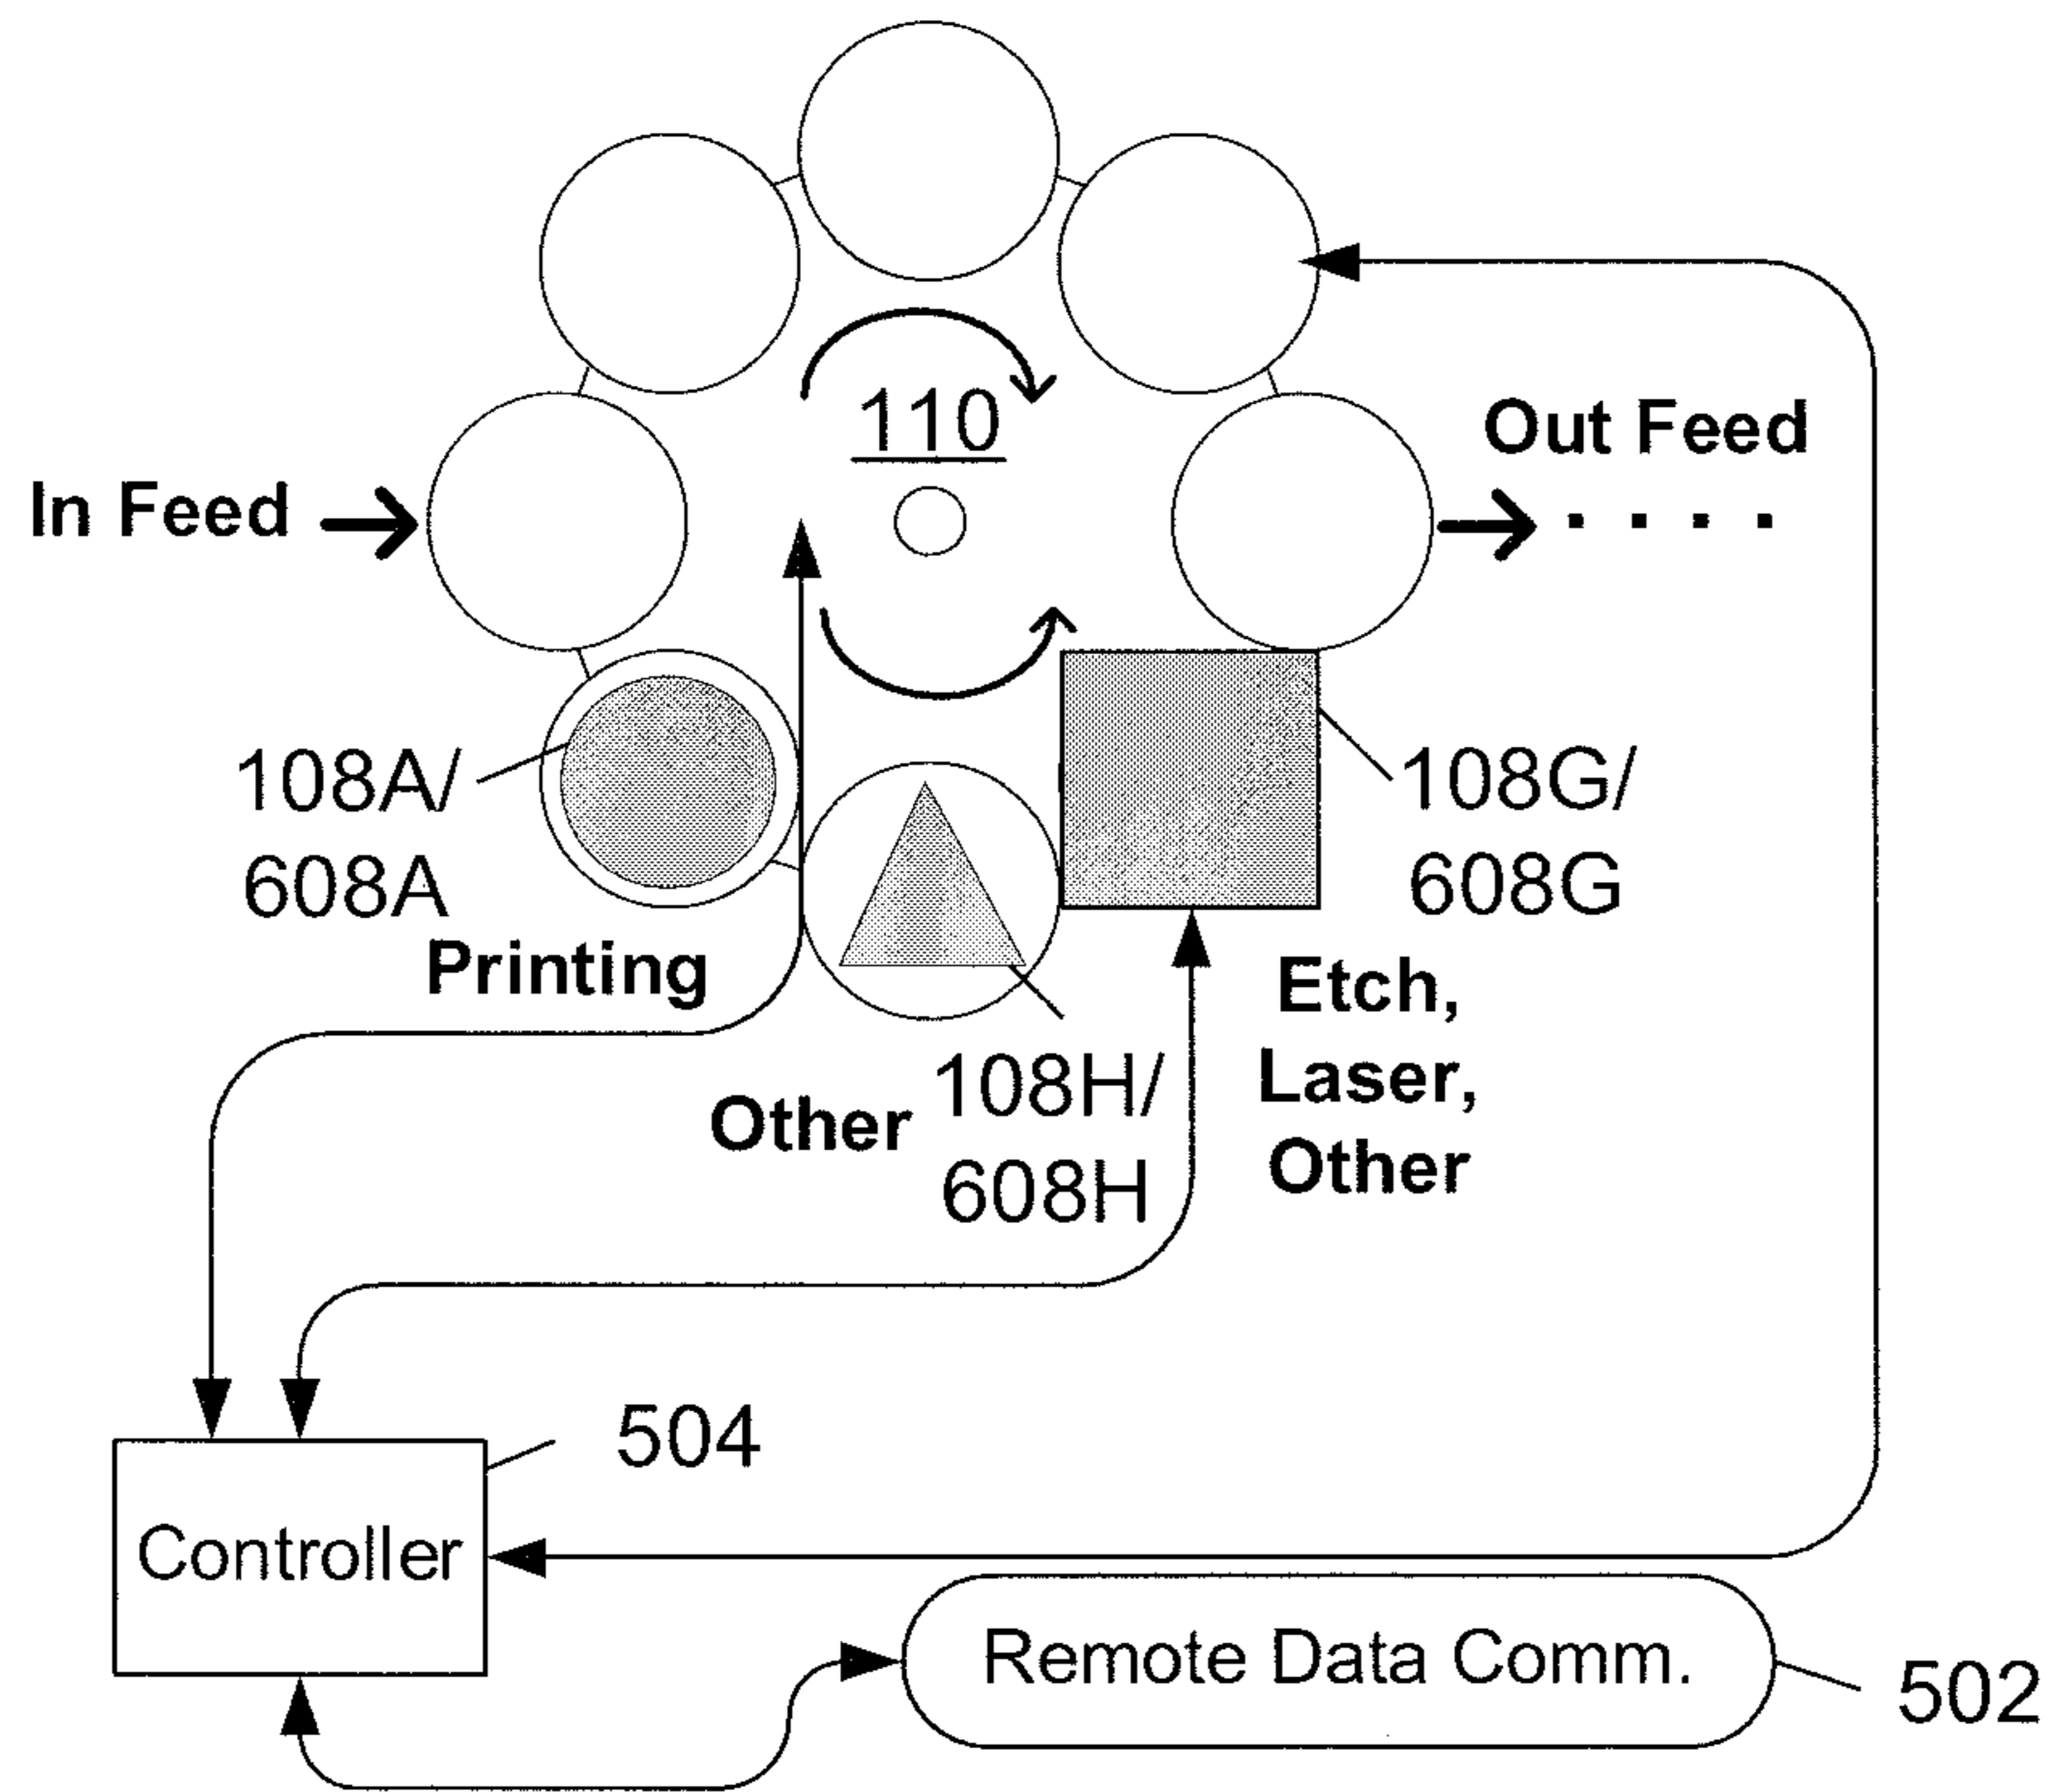 110
Out Feed
In Feed
108A/
608A
108G/
608G
Printing
Etch,
Laser,
Other
Other
108H/
608H
504
Controller
Remote Data Comm.
502